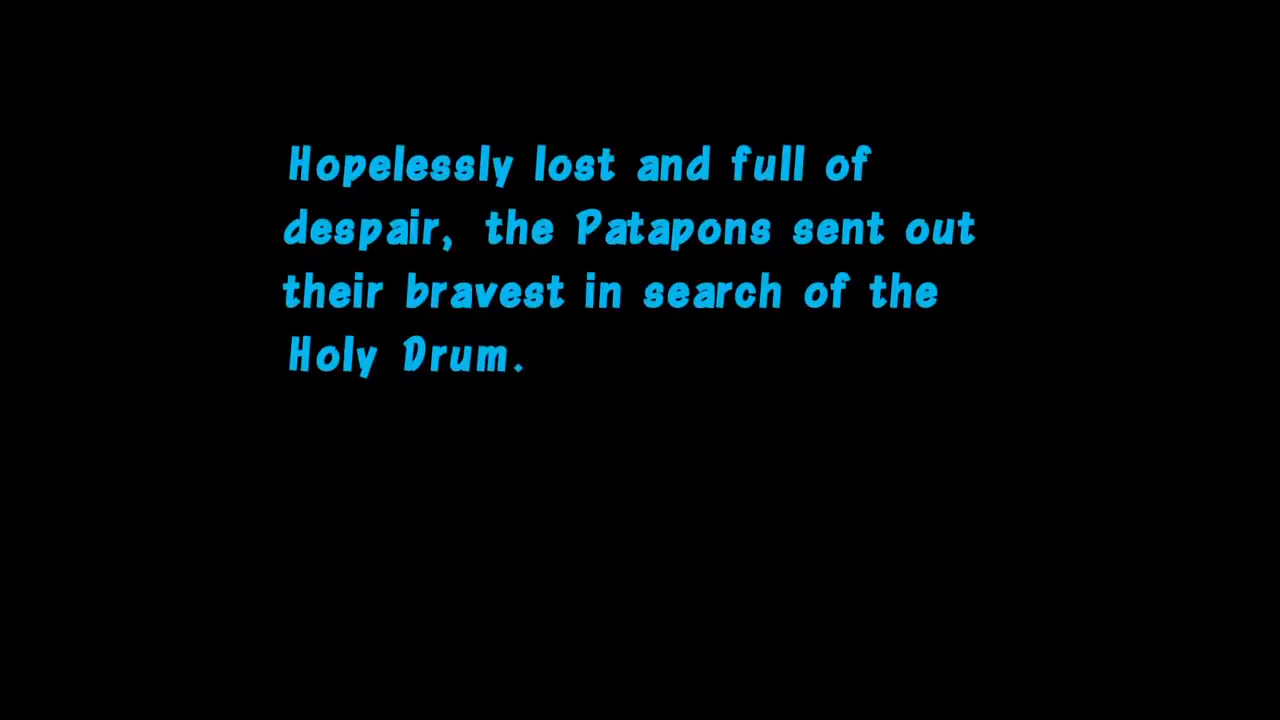 Hopelessly lost and full of
despair, the Patapons sent out
their bravest in search of the
Holy Drum.